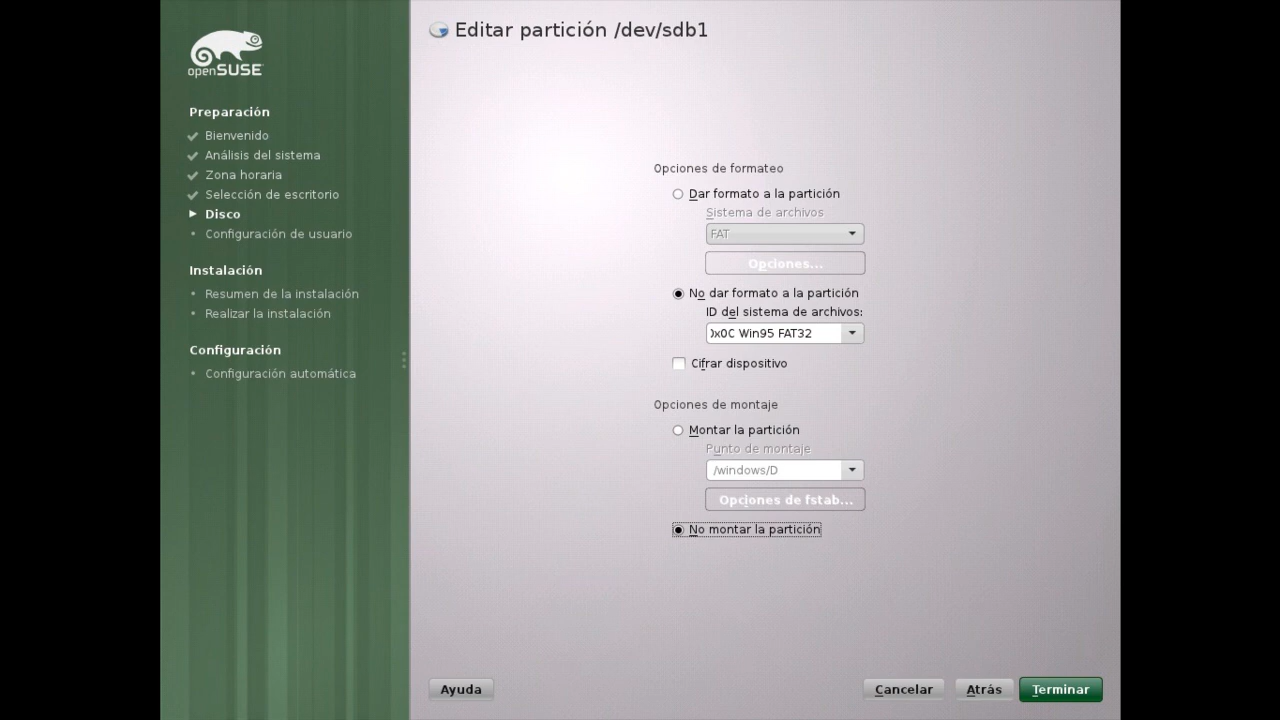 openSUSE
Preparación
Bienvenido
Análisis del sistema
Zona horaria
Selección de escritorio
Disco
Configuración de usuario
Instalación
Resumen de la instalación
Realizar la instalación
Configuración
Configuración automática
Editar partición /dev/sdb1
Opciones de formateo
Dar formato a la partición
Sistema de archivos
FAT
Opciones...
No dar formato a la partición
ID del sistema de archivos:
0x0C Win95 FAT32
Cifrar dispositivo
Opciones de montaje
Montar la partición
Punto de montaje
/windows/D
Opciones de fstab...
No montar la partición
Ayuda
Cancelar
Atrás
Terminar